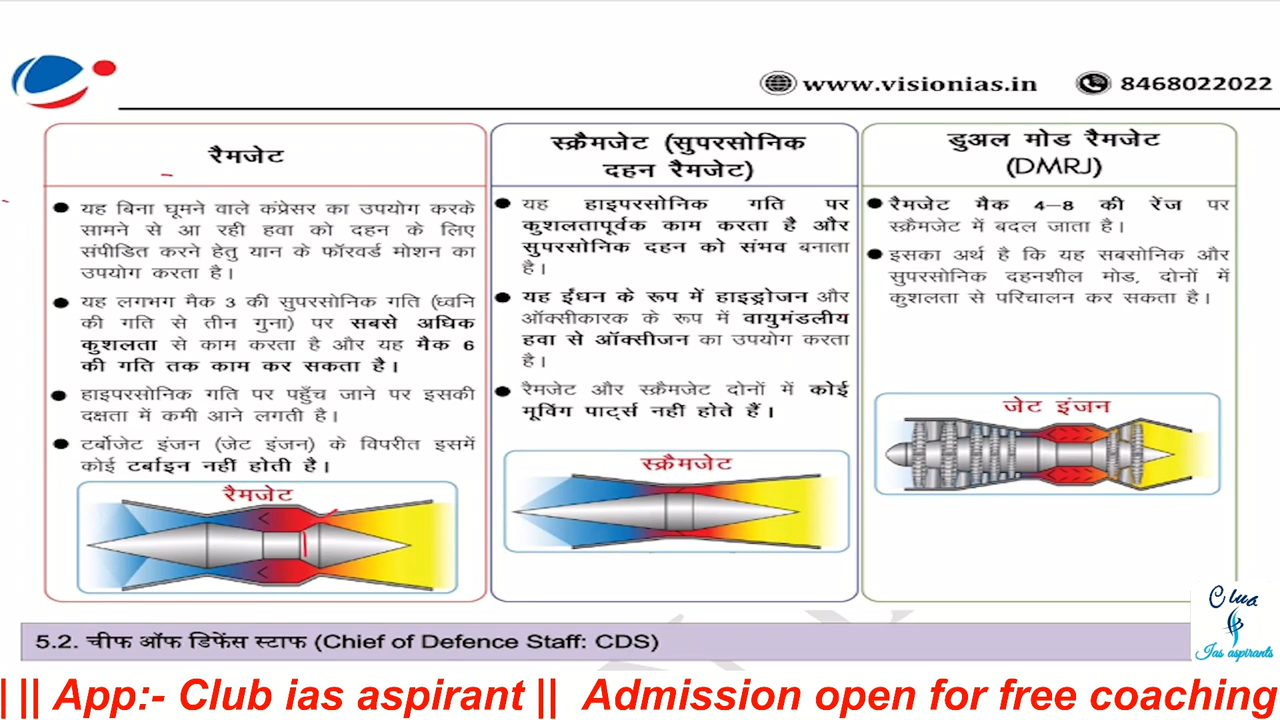 www.visionias.in
8468022022
रैमजेट
यह बिना घूमने वाले कंप्रेसर का उपयोग करके
सामने से आ रही हवा को दहन के लिए
संपीडित करने हेतु यान के फॉरवर्ड मोशन का
उपयोग करता है।
यह लगभग मैक 3 की सुपरसोनिक गति (ध्वनि
की गति से तीन गुना) पर सबसे अधिक
कुशलता से काम करता है और यह मैक 6
की गति तक काम कर सकता है।
हाइपरसोनिक गति पर पहुँच जाने पर इसकी
दक्षता में कमी आने लगती है।
टर्बोजेट इंजन (जेट इंजन) के विपरीत इसमें
कोई टर्बाइन नहीं होती है।
रैमजेट
स्क्रैमजेट (सुपरसोनिक
दहन रैमजेट)
यह हाइपरसोनिक गति पर
कुशलतापूर्वक काम करता है और
सुपरसोनिक दहन को संभव बनाता
है।
यह ईंधन के रूप में हाइड्रोजन और
ऑक्सीकारक के रूप में वायुमंडलीय
हवा से ऑक्सीजन का उपयोग करता
है।
रैमजेट और स्क्रैमजेट दोनों में कोई
मूविंग पार्ट्स नहीं होते हैं।
स्क्रैमजेट
डुअल मोड रैमजेट
(DMRJ)
रैमजेट मैक 4–8 की रेंज पर
स्क्रैमजेट में बदल जाता है।
इसका अर्थ है कि यह सबसोनिक और
सुपरसोनिक दहनशील मोड, दोनों में
कुशलता से परिचालन कर सकता है।
जेट इंजन
5.2. चीफ ऑफ डिफेंस स्टाफ (Chief of Defence Staff: CDS)
Club
Ias aspirants
| || App:- Club ias aspirant || Admission open for free coaching